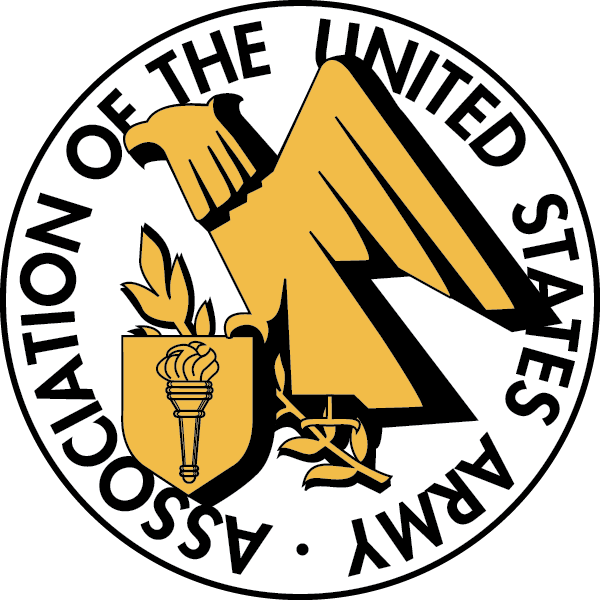 ASSOCIATION OF THE UNITED STATES ARMY ·